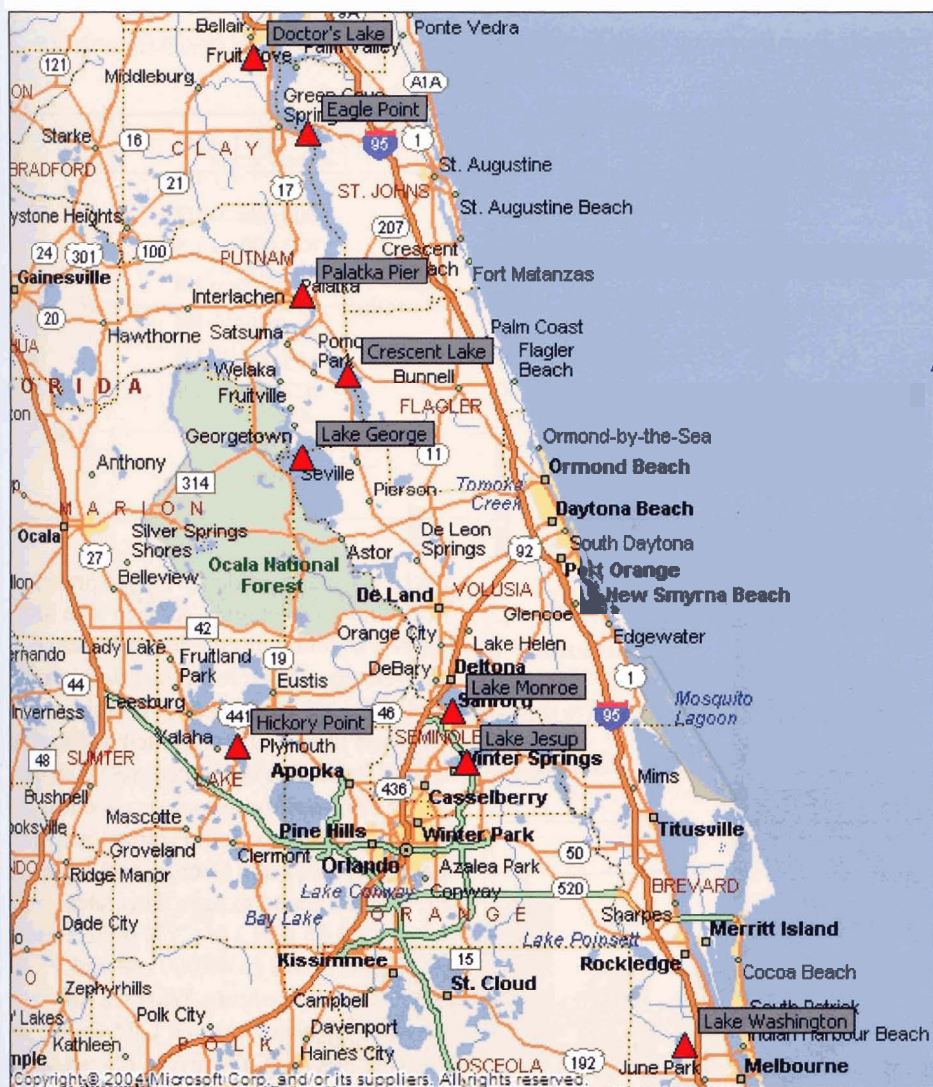 9A
Bellair
Ponte Vedra
Doctor's Lake
Fruit Cove
Palm Valley
121
Middleburg
A1A
Green Cove
Springs
Eagle Point
Starke
16
CLAY
95
1
BRADFORD
St. Augustine
21
17
ST. JOHNS
St. Augustine Beach
ystone Heights
207
24
301
100
PUTNAM
Crescent
Beach
Gainesville
Palatka Pier
Fort Matanzas
Interlachen
Palatka
20
Hawthorne
Satsuma
Palm Coast
Pomo
Park
Crescent Lake
Flagler
Beach
Welaka
Bunnell
ORIDA
Fruitville
FLAGLER
ton
Georgetown
Lake George
Ormond-by-the-Sea
Anthony
Seville
11
Ormond Beach
314
Pierson
Tomoka
Creek
MARION
Daytona Beach
Ocala
Silver Springs
Shores
De Leon
Springs
92
South Daytona
27
Astor
Belleview
Ocala National
Forest
Port Orange
De Land
VOLUSIA
New Smyrna Beach
Glencoe
42
Orange City
Edgewater
Lady Lake
Lake Helen
ernando
Fruitland
Park
19
DeBary
Deltona
44
Eustis
1
Leesburg
Lake Monroe
Mosquito
Lagoon
Inverness
441
Hickory Point
46
Sanford
95
Yalaha
Plymouth
SEMINOLE
Lake Jesup
48
SUMTER
Winter Springs
LAKE
Apopka
Mims
Bushnell
436
Casselberry
Mascotte
Titusville
ooksville
Pine Hills
Winter Park
Groveland
Clermont
50
NDO
Orlando
Azalea Park
Ridge Manor
Lake Conway
Conway
520
BREVARD
Dade City
Bay Lake
ORANGE
Sharpes
Merritt Island
Lake Poinsett
Kissimmee
15
Rockledge
O
Cocoa Beach
Zephyrhills
Campbell
St. Cloud
South Patrick
' Lakes
Polk City
Lake Washington
Davenport
Indian Harbour Beach
mple
Kathleen
POLK
Haines City
192
June Park
OSCEOLA
Melbourne
Copyright © 2004 Microsoft Corp. and/or its suppliers. All rights reserved.